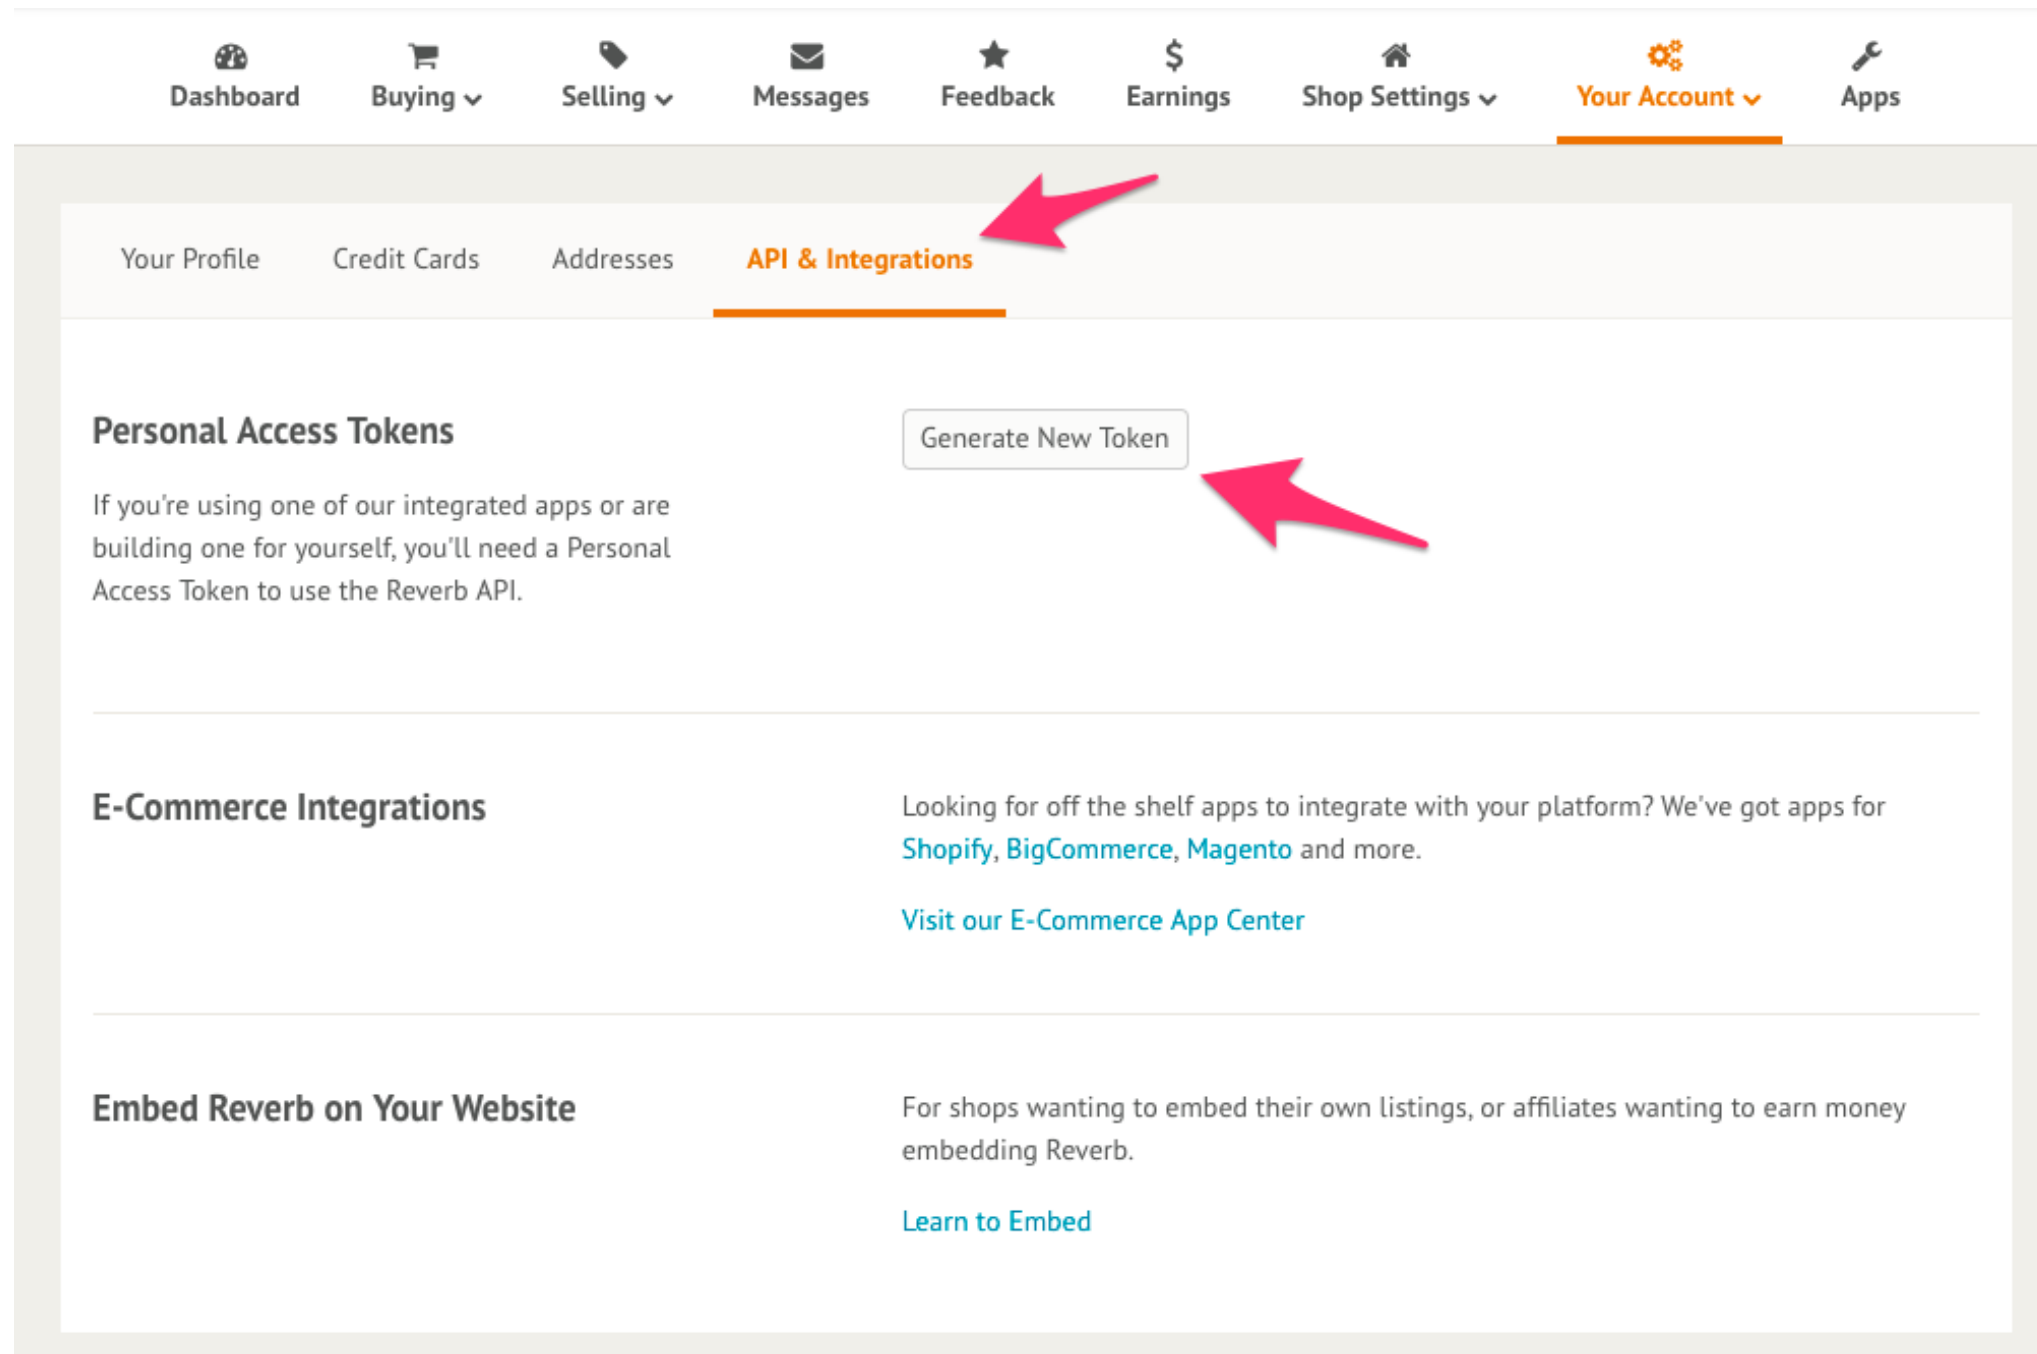 Dashboard Buying Selling Messages Feedback Earnings Shop Settings Your Account Apps
Your Profile Credit Cards Addresses API & Integrations
Personal Access Tokens
If you're using one of our integrated apps or are
building one for yourself, you'll need a Personal
Access Token to use the Reverb API.
Generate New Token
E-Commerce Integrations
Looking for off the shelf apps to integrate with your platform? We've got apps for
Shopify, BigCommerce, Magento and more.
Visit our E-Commerce App Center
Embed Reverb on Your Website
For shops wanting to embed their own listings, or affiliates wanting to earn money
embedding Reverb.
Learn to Embed